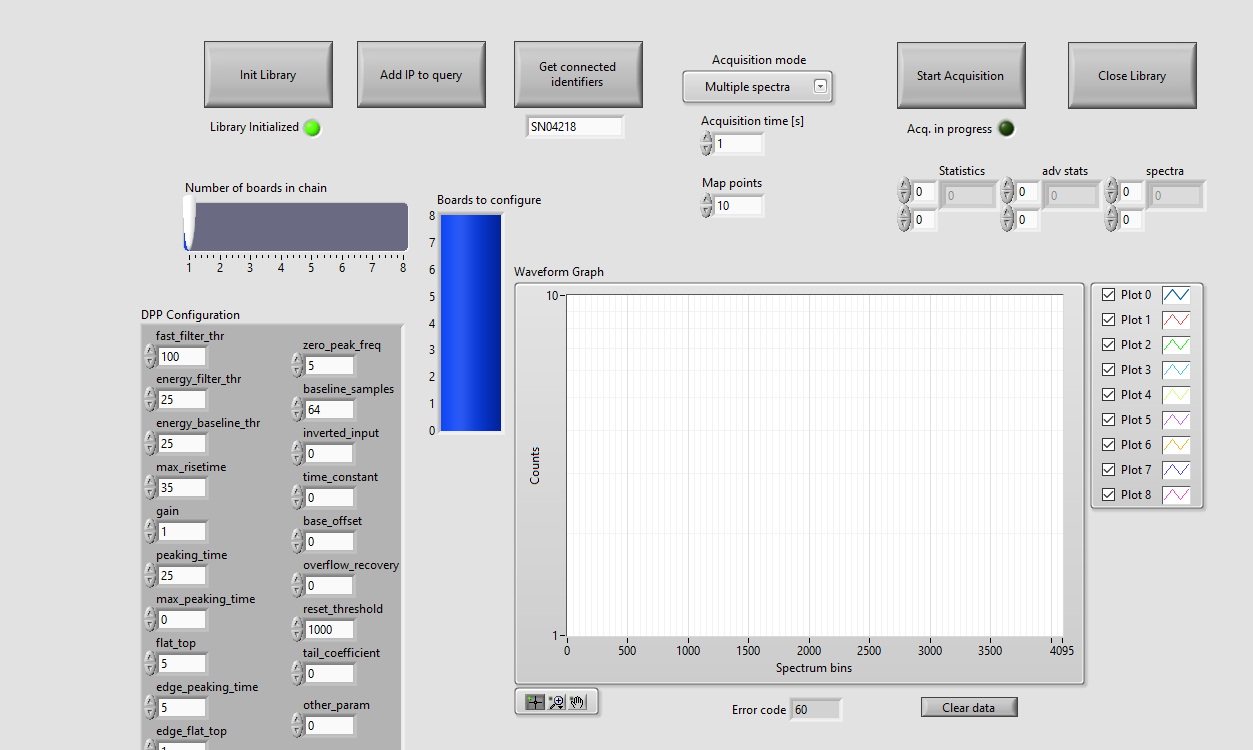 Init Library
Add IP to query
Get connected
identifiers
Acquisition mode
Multiple spectra
Start Acquisition
Close Library
Library Initialized
SN04218
Acquisition time [s]
1
Acq. in progress
Map points
10
Statistics
adv stats
spectra
0
0
0
0
0
0
0
0
0
Number of boards in chain
1 2 3 4 5 6 7 8
Boards to configure
8
7
6
5
4
3
2
1
0
DPP Configuration
fast_filter_thr
100
energy_filter_thr
25
energy_baseline_thr
25
max_risetime
35
gain
1
peaking_time
25
max_peaking_time
0
flat_top
5
edge_peaking_time
5
edge_flat_top
zero_peak_freq
5
baseline_samples
64
inverted_input
0
time_constant
0
base_offset
0
overflow_recovery
0
reset_threshold
1000
tail_coefficient
0
other_param
0
Waveform Graph
10
1
Counts
0 500 1000 1500 2000 2500 3000 3500 4095
Spectrum bins
Plot 0
Plot 1
Plot 2
Plot 3
Plot 4
Plot 5
Plot 6
Plot 7
Plot 8
Error code 60
Clear data